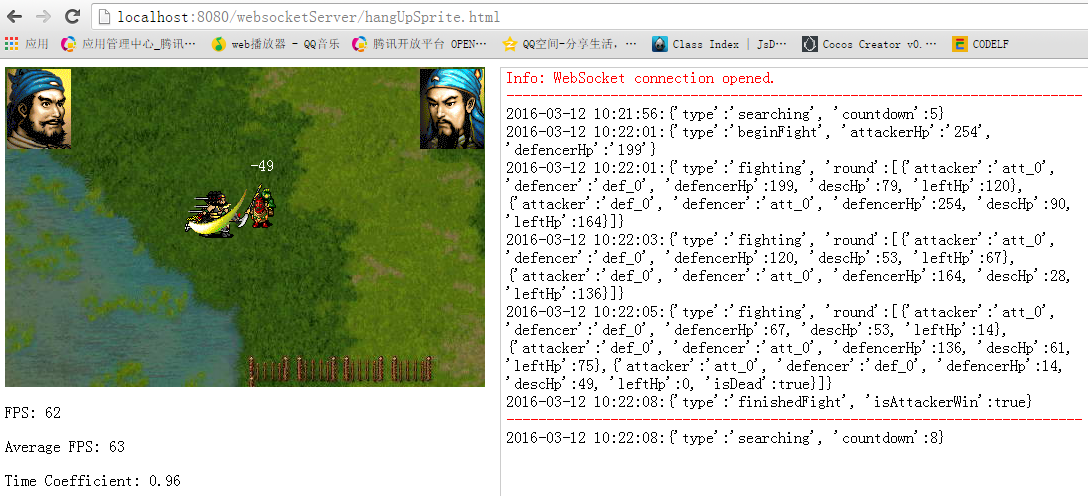 localhost:8080/websocketServer/hangUpSprite.html
应用 应用管理中心_腾讯… web播放器 - QQ音乐 腾讯开放平台 OPEN… QQ空间-分享生活，… Class Index | JsD… Cocos Creator v0.… CODELF
-49
FPS: 62
Average FPS: 63
Time Coefficient: 0.96
Info: WebSocket connection opened.
2016-03-12 10:21:56:{'type':'searching', 'countdown':5}
2016-03-12 10:22:01:{'type':'beginFight', 'attackerHp':'254',
'defencerHp':'199'}
2016-03-12 10:22:01:{'type':'fighting', 'round':[{'attacker':'att_0',
'defencer':'def_0', 'defencerHp':199, 'descHp':79, 'leftHp':120},
{'attacker':'def_0', 'defencer':'att_0', 'defencerHp':254, 'descHp':90,
'leftHp':164}]}
2016-03-12 10:22:03:{'type':'fighting', 'round':[{'attacker':'att_0',
'defencer':'def_0', 'defencerHp':120, 'descHp':53, 'leftHp':67},
{'attacker':'def_0', 'defencer':'att_0', 'defencerHp':164, 'descHp':28,
'leftHp':136}]}
2016-03-12 10:22:05:{'type':'fighting', 'round':[{'attacker':'att_0',
'defencer':'def_0', 'defencerHp':67, 'descHp':53, 'leftHp':14},
{'attacker':'def_0', 'defencer':'att_0', 'defencerHp':136, 'descHp':61,
'leftHp':75},{'attacker':'att_0', 'defencer':'def_0', 'defencerHp':14,
'descHp':49, 'leftHp':0, 'isDead':true}]}
2016-03-12 10:22:08:{'type':'finishedFight', 'isAttackerWin':true}
2016-03-12 10:22:08:{'type':'searching', 'countdown':8}